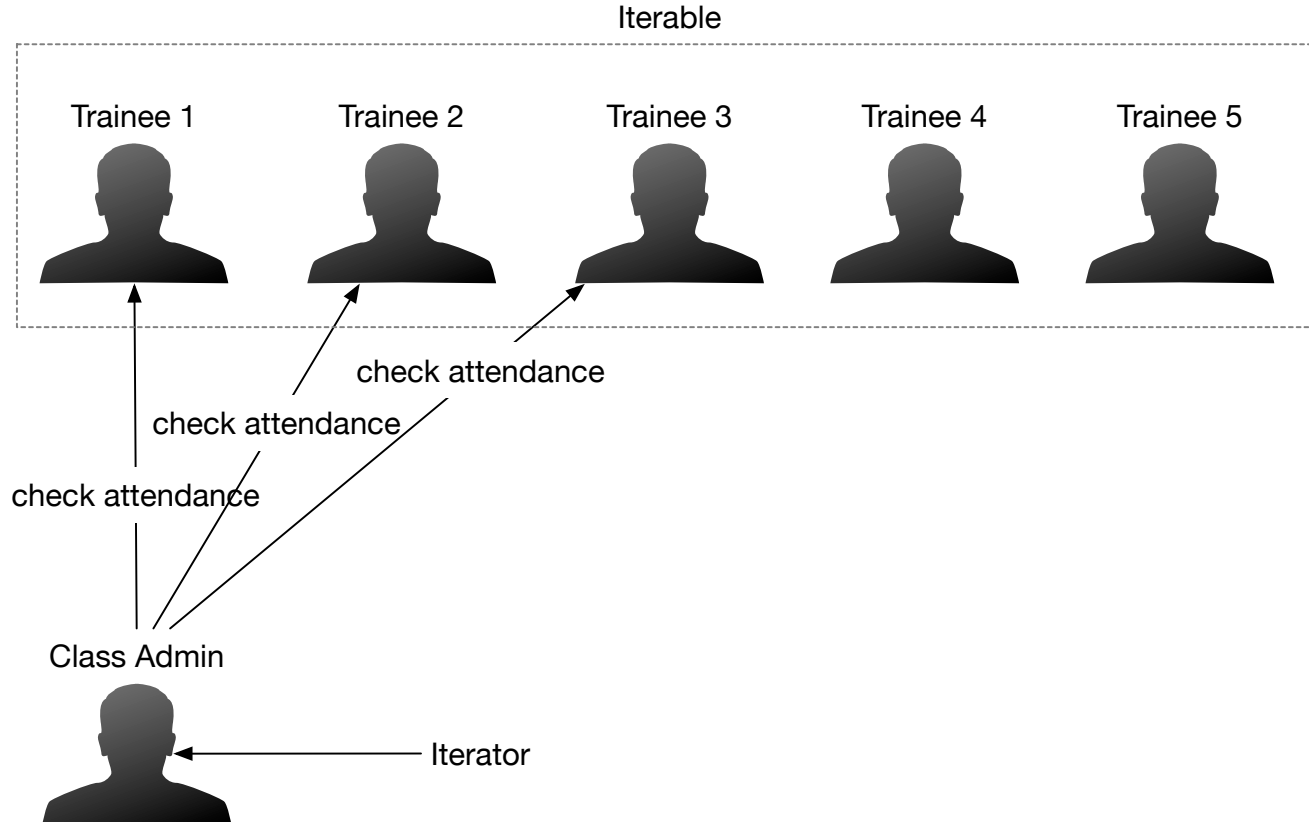 Iterable
Trainee 1
Trainee 2
Trainee 3
Trainee 4
Trainee 5
check attendance
check attendance
check attendance
Class Admin
Iterator